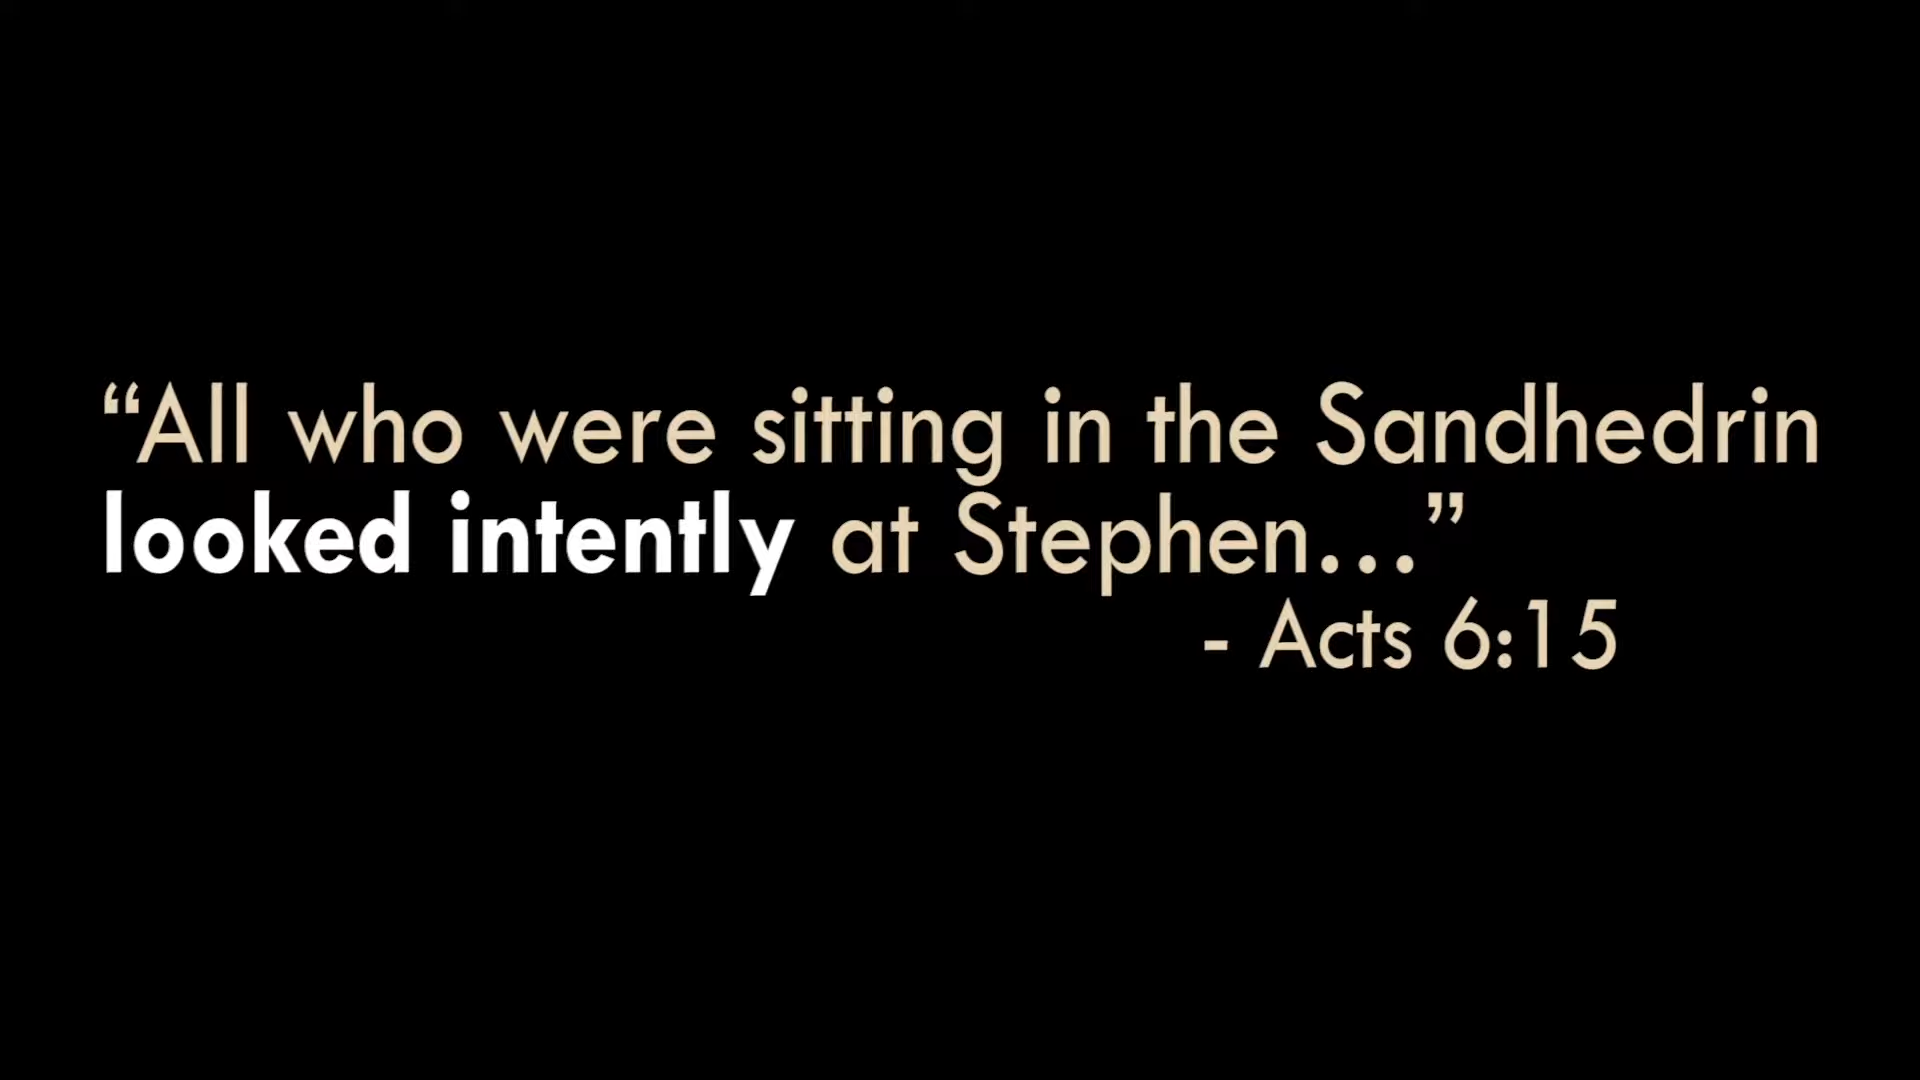 “All who were sitting in the Sandhedrin
looked intently at Stephen...”
- Acts 6:15